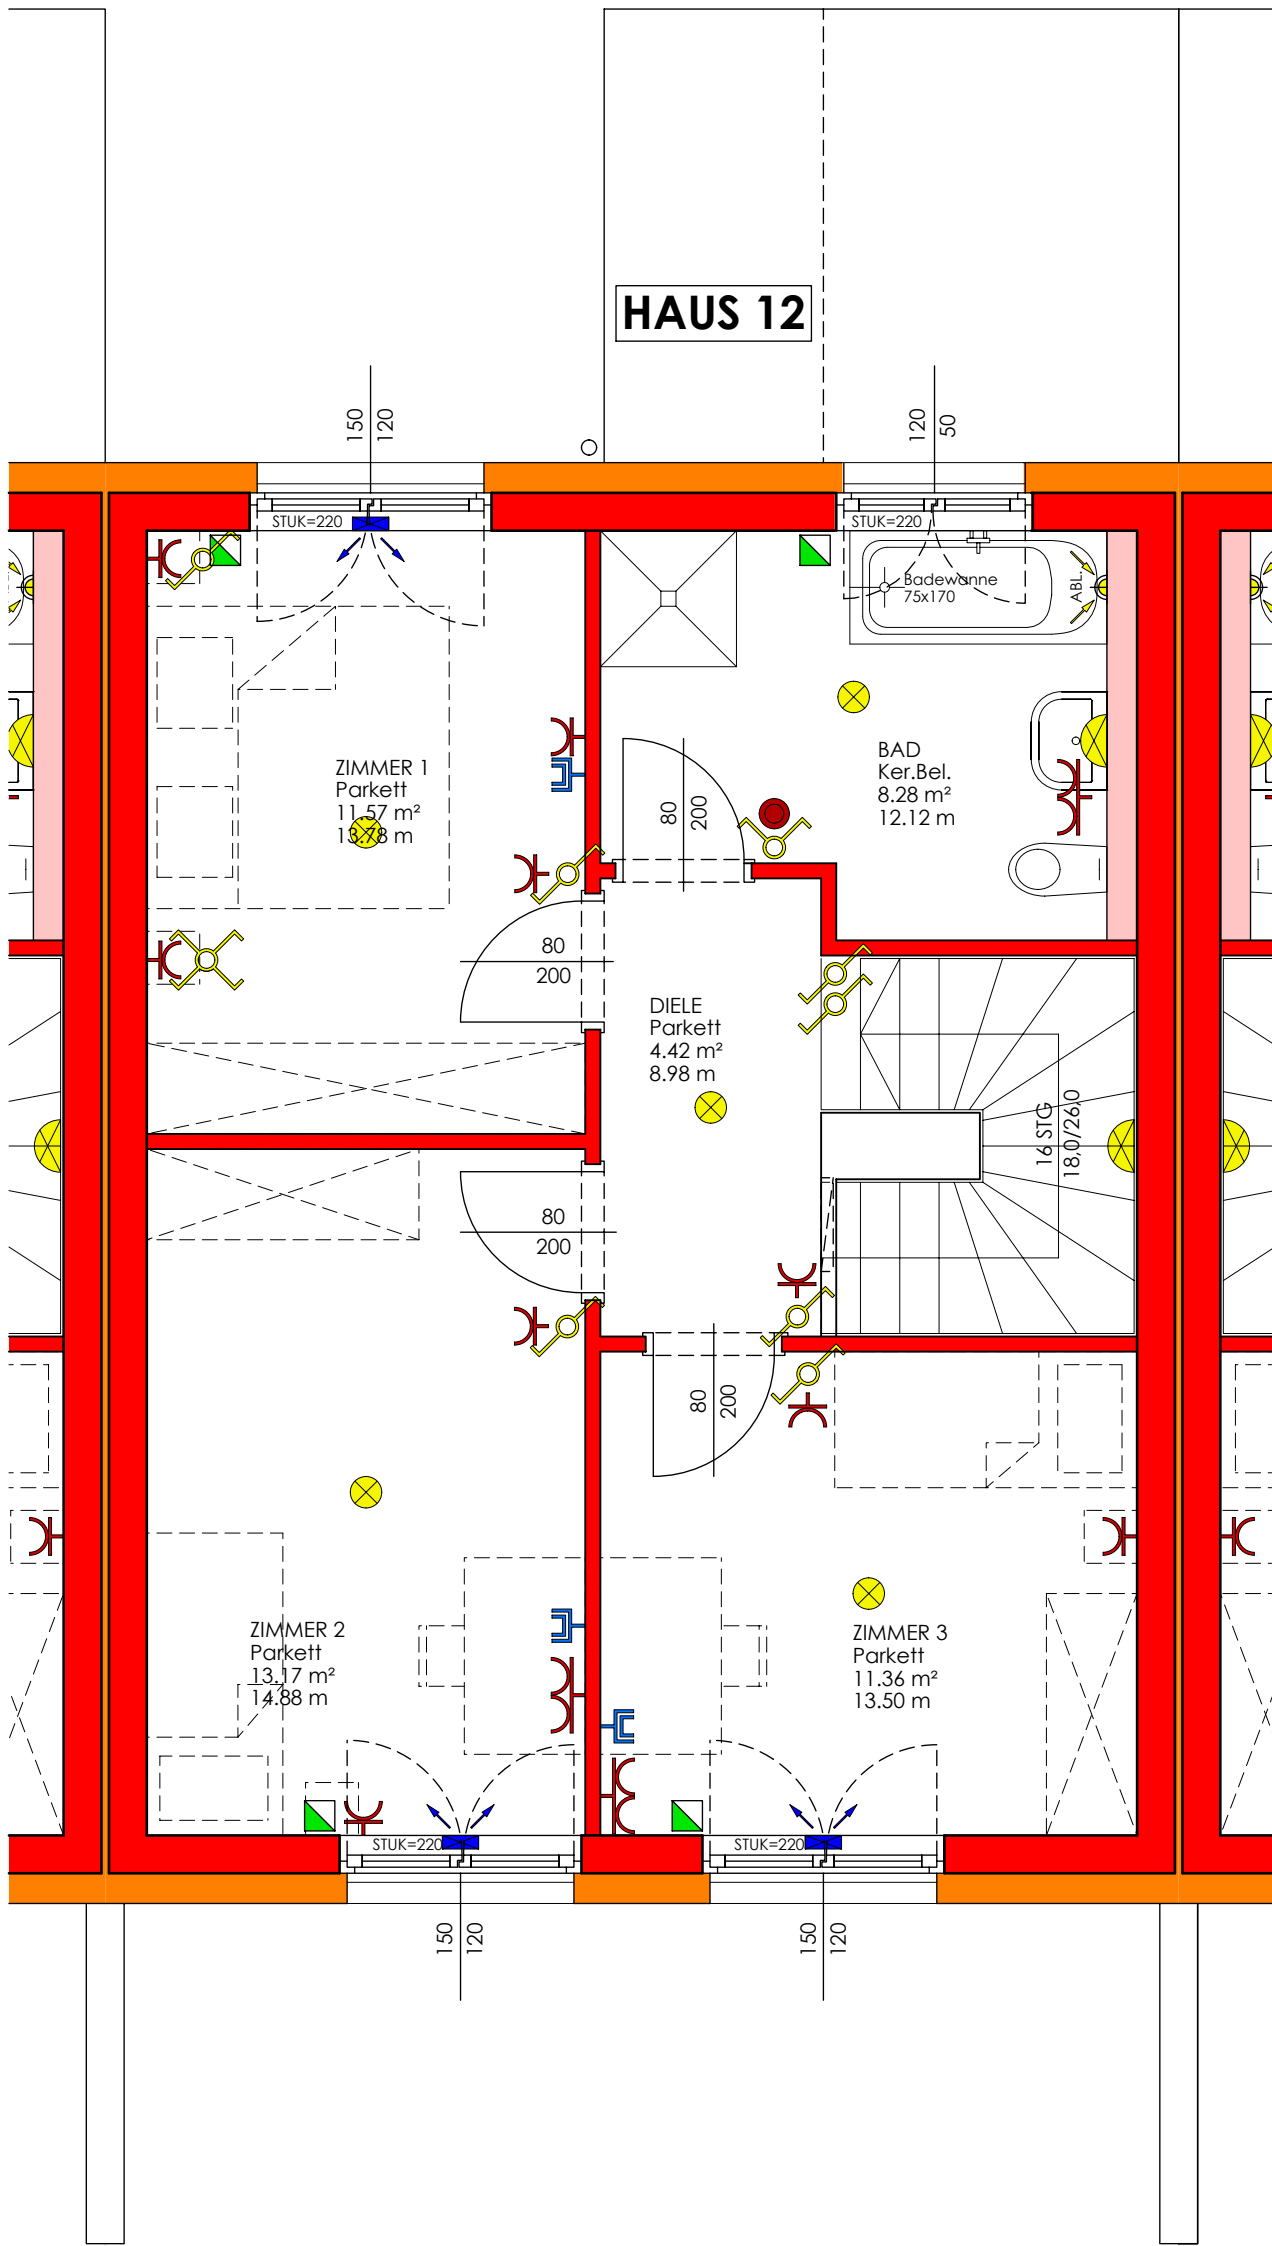 HAUS 12
150
120
120
50
STUK=220
STUK=220
Badewanne
75x170
ABL.
ZIMMER 1
Parkett
11.57 m²
13.78 m
BAD
Ker.Bel.
8.28 m²
12.12 m
80
200
80
200
DIELE
Parkett
4.42 m²
8.98 m
16 STG
18,0/26,0
80
200
80
200
ZIMMER 2
Parkett
13.17 m²
14.88 m
ZIMMER 3
Parkett
11.36 m²
13.50 m
STUK=220
STUK=220
150
120
150
120